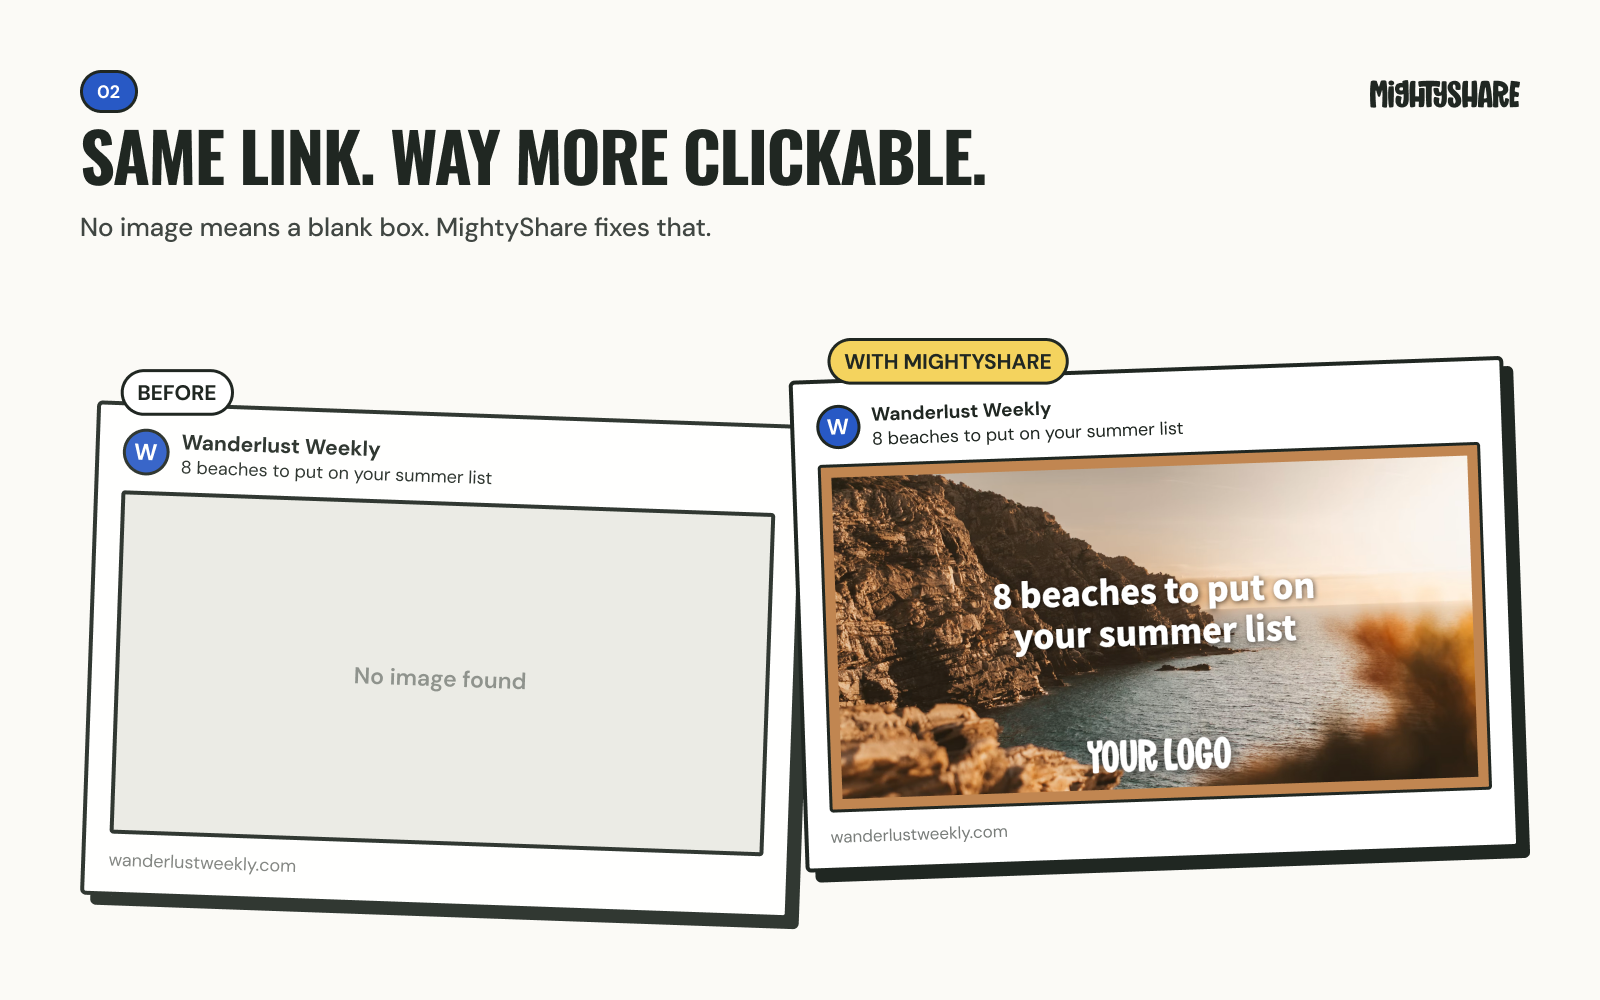 02
MIGHTYSHARE
SAME LINK. WAY MORE CLICKABLE.
No image means a blank box. MightyShare fixes that.
BEFORE
W
Wanderlust Weekly
8 beaches to put on your summer list
No image found
wanderlustweekly.com
WITH MIGHTYSHARE
W
Wanderlust Weekly
8 beaches to put on your summer list
8 beaches to put on
your summer list
YOUR LOGO
wanderlustweekly.com